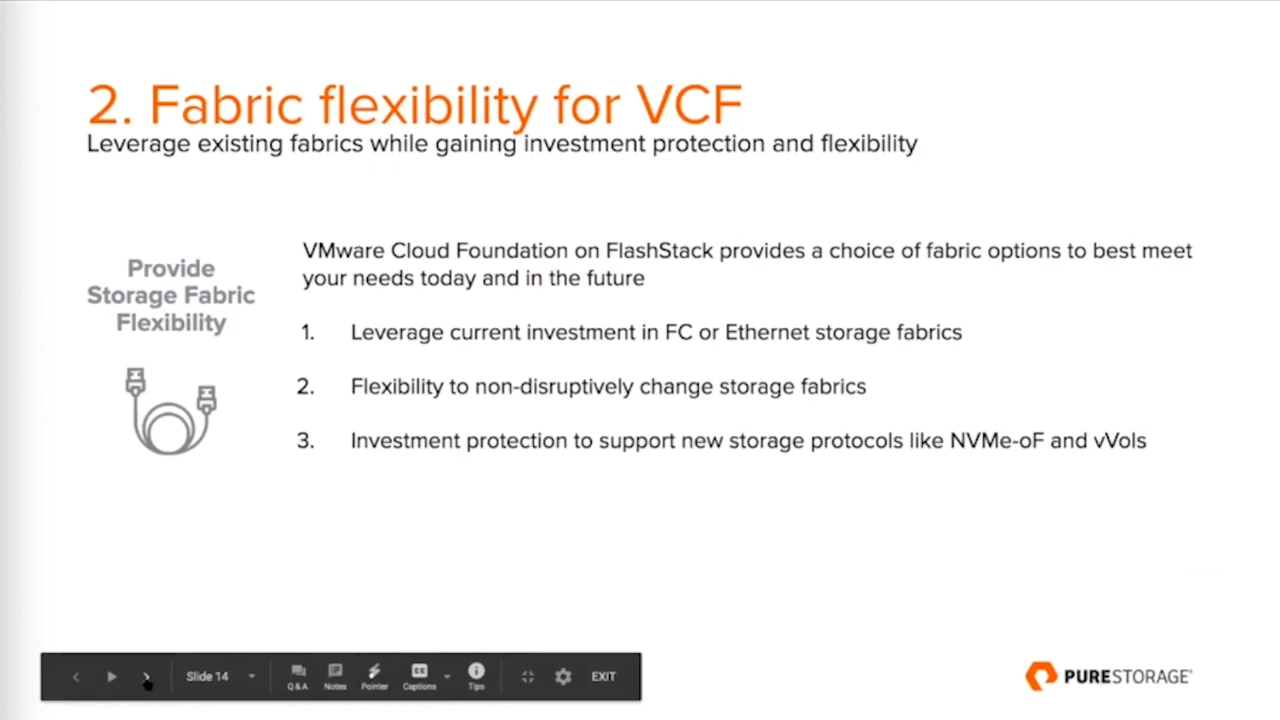 2. Fabric flexibility for VCF
Leverage existing fabrics while gaining investment protection and flexibility
Provide
Storage Fabric
Flexibility
VMware Cloud Foundation on FlashStack provides a choice of fabric options to best meet
your needs today and in the future
1. Leverage current investment in FC or Ethernet storage fabrics
2. Flexibility to non-disruptively change storage fabrics
3. Investment protection to support new storage protocols like NVMe-oF and vVols
Slide 14
Q&A
Notes
Pointer
CC
Captions
Tips
EXIT
PURESTORAGE